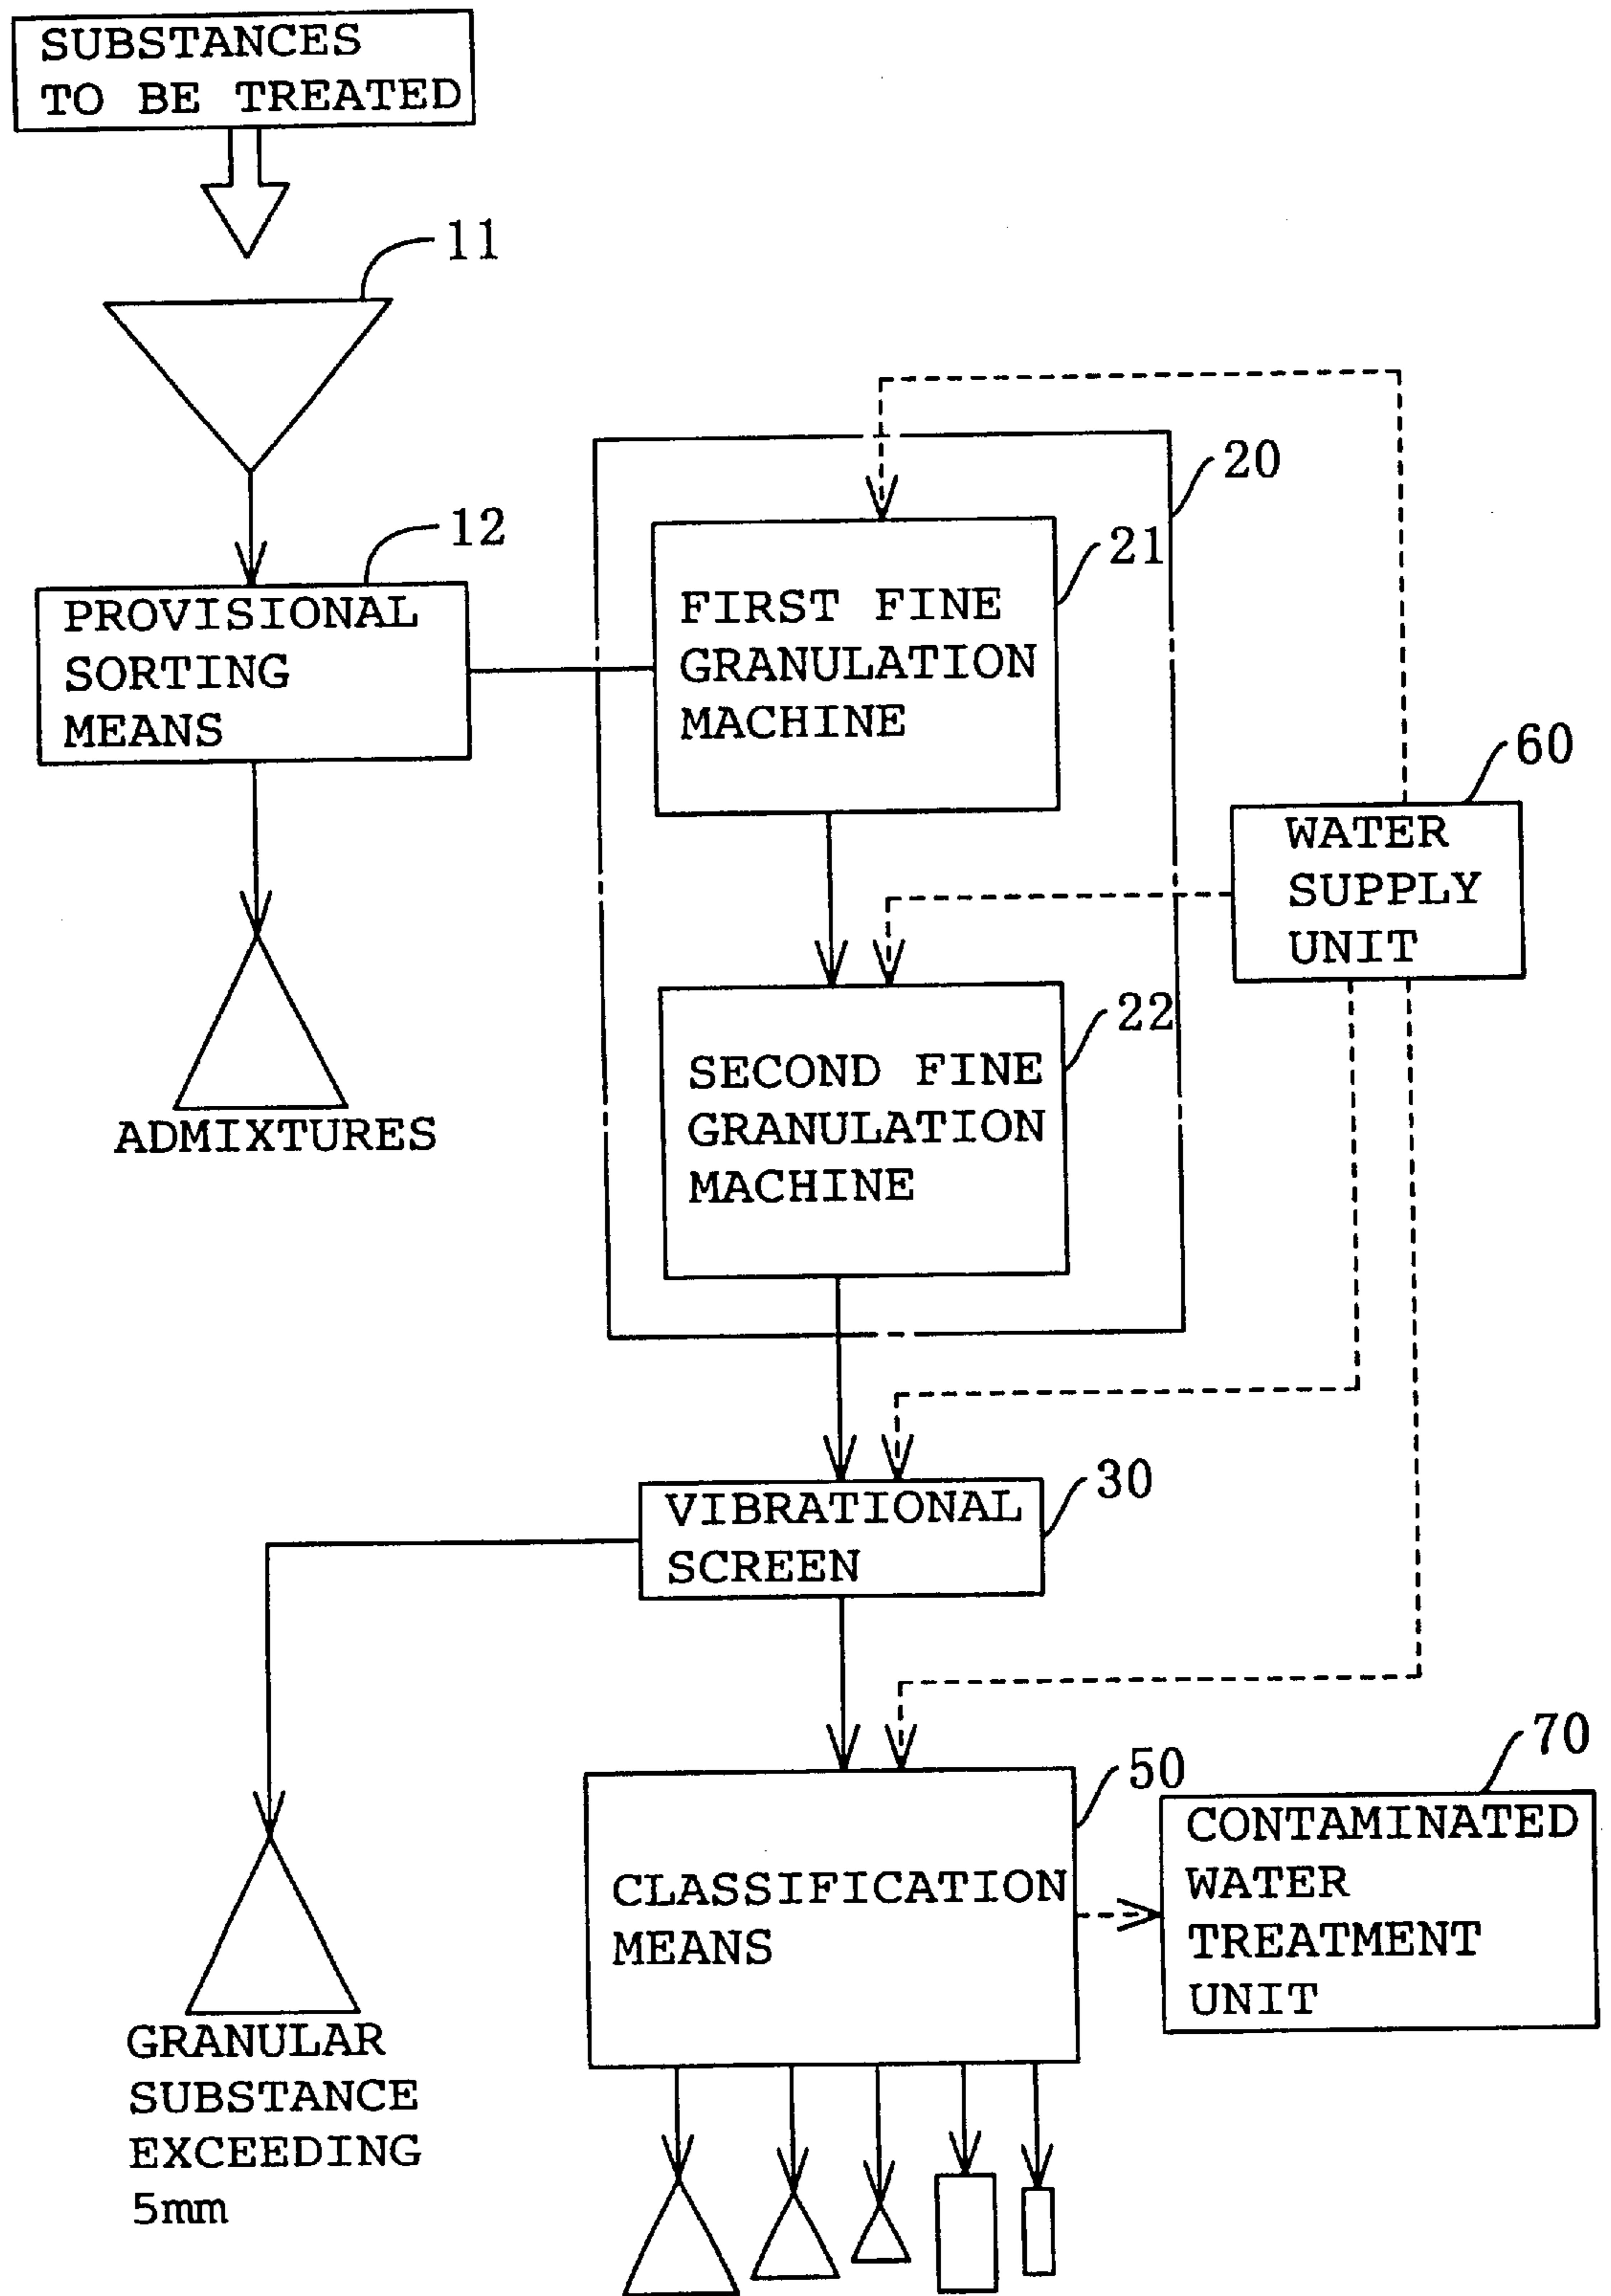 SUBSTANCES
TO BE TREATED
11
12
PROVISIONAL
SORTING
MEANS
ADMIXTURES
20
21
FIRST FINE
GRANULATION
MACHINE
60
WATER
SUPPLY
UNIT
22
SECOND FINE
GRANULATION
MACHINE
30
VIBRATIONAL
SCREEN
50
70
CLASSIFICATION
MEANS
CONTAMINATED
WATER
TREATMENT
UNIT
GRANULAR
SUBSTANCE
EXCEEDING
5mm